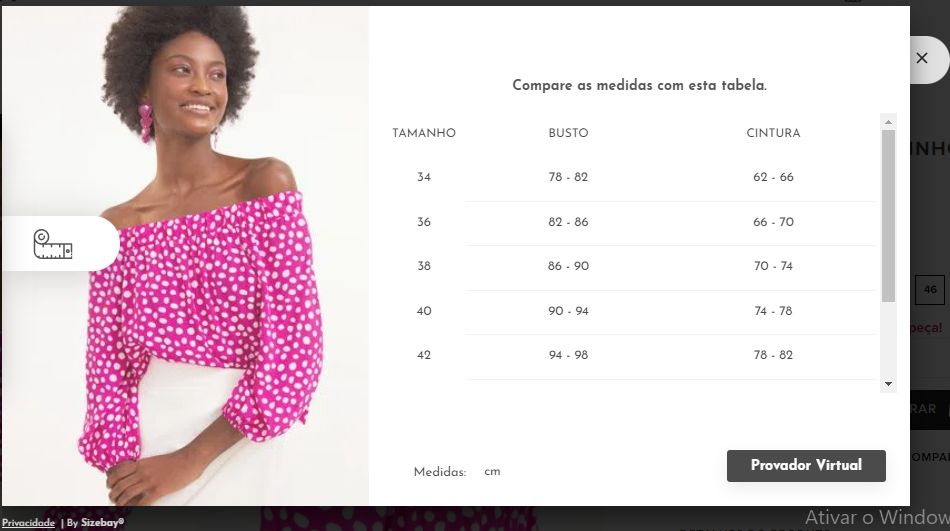 Compare as medidas com esta tabela.
TAMANHO BUSTO CINTURA
34 78 - 82 62 - 66
36 82 - 86 66 - 70
38 86 - 90 70 - 74
40 90 - 94 74 - 78
42 94 - 98 78 - 82
Medidas: cm
Provador Virtual
INHO
46
peça!
RAR
OMPA
Privacidade | By Sizebay®
Ativar o Window